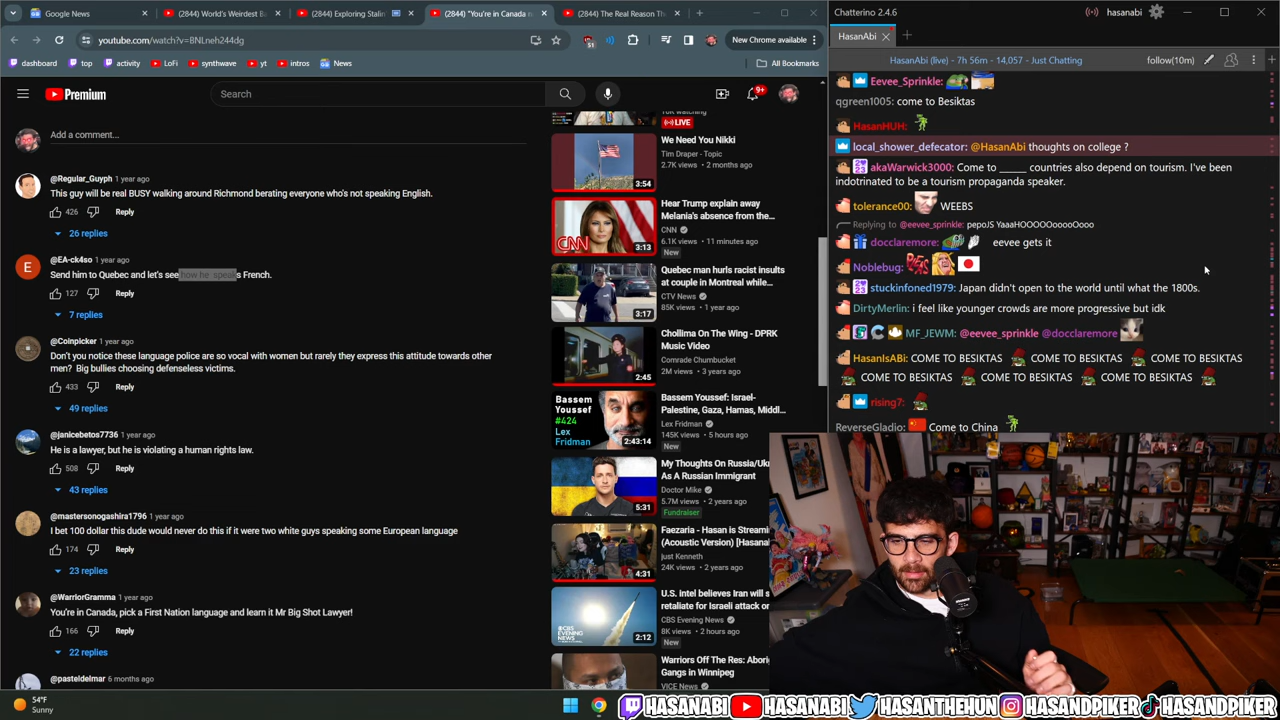 (2844) World's Weirdest B
(2844) Exploring Stalin
(2844) "You're in Canada n
(2844) The Real Reason Th
Google News
youtube.com/watch?v=BNLneh244dg
51
New Chrome available
dashboard
top
activity
LoFi
synthwave
yt
intros
News
All Bookmarks
Premium
Search
9+
Add a comment...
@Regular_Guyph 1 year ago
This guy will be real BUSY walking around Richmond berating everyone who's not speaking English.
426
Reply
26 replies
E
@EA-ck4so 1 year ago
Send him to Quebec and let's see how he speaks French.
127
Reply
7 replies
@Coinpicker 1 year ago
Don't you notice these language police are so vocal with women but rarely they express this attitude towards other
men? Big bullies choosing defenseless victims.
433
Reply
49 replies
@janicebetos7736 1 year ago
He is a lawyer, but he is violating a human rights law.
508
Reply
43 replies
@mastersonogashira1796 1 year ago
I bet 100 dollar this dude would never do this if it were two white guys speaking some European language
174
Reply
23 replies
@WarriorGramma 1 year ago
You're in Canada, pick a First Nation language and learn it Mr Big Shot Lawyer!
166
Reply
22 replies
@pasteldelmar 6 months ago
LIVE
We Need You Nikki
Tim Draper - Topic
2.7K views • 2 months ago
3:54
Hear Trump explain away
Melania's absence from the...
CNN
6.1K views • 11 minutes ago
New
CNN
3:13
Quebec man hurls racist insults
at couple in Montreal while...
CTV News
85K views • 1 year ago
3:17
Chollima On The Wing - DPRK
Music Video
Comrade Chumbucket
2M views • 3 years ago
2:45
Bassem Youssef: Israel-
Palestine, Gaza, Hamas, Middl...
Lex Fridman
145K views • 5 hours ago
New
BASSEM
YOUSSEF
#424
LEX
FRIDMAN
2:43:14
My Thoughts On Russia/Uk
As A Russian Immigrant
Doctor Mike
5.7M views • 2 years ago
Fundraiser
5:31
Faezaria - Hasan is Streami
(Acoustic Version) [Hasana
just Kenneth
24K views • 2 years ago
4:31
U.S. intel believes Iran will s
retaliate for Israeli attack o
CBS Evening News
8K views • 2 hours ago
New
CBS EVENING
NEWS
2:12
Warriors Off The Res: Abori
Gangs in Winnipeg
VICE News
Chatterino 2.4.6
hasanabi
HasanAbi
HasanAbi (live) - 7h 56m - 14,057 - Just Chatting
follow(10m)
Eevee_Sprinkle:
qgreen1005: come to Besiktas
HasanHUH:
local_shower_defecator: @HasanAbi thoughts on college ?
akaWarwick3000: Come to _____ countries also depend on tourism. I've been
indotrinated to be a tourism propaganda speaker.
tolerance00: WEEBS
Replying to @eevee_sprinkle: pepoJS YaaaHOOOOooooOooo
docclaremore: eevee gets it
Noblebug:
stuckinfoned1979: Japan didn't open to the world until what the 1800s.
DirtyMerlin: i feel like younger crowds are more progressive but idk
MF_JEWM: @eevee_sprinkle @docclaremore
HasanIsABi: COME TO BESIKTAS COME TO BESIKTAS COME TO BESIKTAS
COME TO BESIKTAS COME TO BESIKTAS COME TO BESIKTAS
rising7:
ReverseGladio: Come to China
54°F
Sunny
HASANABI HASANABI HASANTHEHUN HASANDPIKER HASANDPIKER